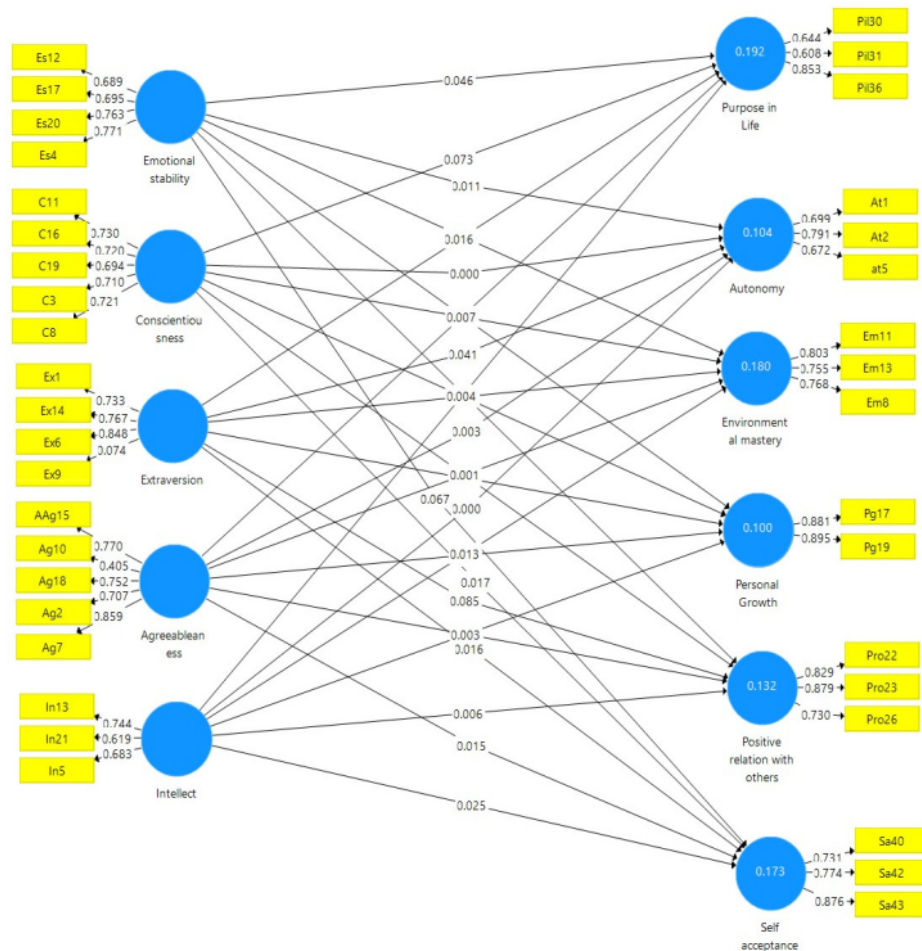 Es12
Es17
Es20
Es4
0.689
0.695
0.763
0.771
Emotional
stability
C11
C16
C19
C3
C8
0.730
0.720
0.694
0.710
0.721
Conscientiou
sness
Ex1
Ex14
Ex6
Ex9
0.733
0.767
0.848
0.074
Extraversion
AAg15
Ag10
Ag18
Ag2
Ag7
0.770
0.405
0.752
0.707
0.859
Agreeablean
ess
In13
In21
In5
0.744
0.619
0.683
Intellect
0.046
0.073
0.011
0.016
0.000
0.007
0.041
0.004
0.003
0.001
0.067
0.000
0.013
0.017
0.085
0.003
0.016
0.006
0.015
0.025
0.192
Purpose in
Life
0.644
0.608
0.853
Pil30
Pil31
Pil36
0.104
Autonomy
0.699
0.791
0.672
At1
At2
at5
0.180
Environment
al mastery
0.803
0.755
0.768
Em11
Em13
Em8
0.100
Personal
Growth
0.881
0.895
Pg17
Pg19
0.132
Positive
relation with
others
0.829
0.879
0.730
Pro22
Pro23
Pro26
0.173
Self
acceptance
0.731
0.774
0.876
Sa40
Sa42
Sa43